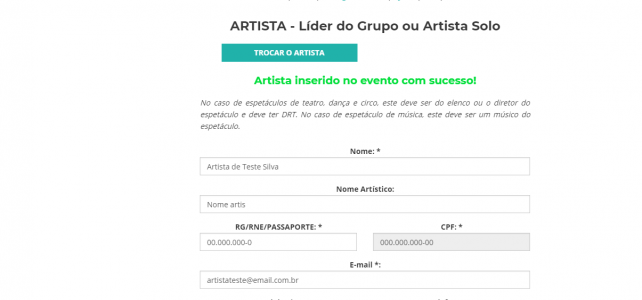 ARTISTA - Líder do Grupo ou Artista Solo
TROCAR O ARTISTA
Artista inserido no evento com sucesso!
No caso de espetáculos de teatro, dança e circo, este deve ser do elenco ou o diretor do
espetáculo e deve ter DRT. No caso de espetáculo de música, este deve ser um músico do
espetáculo.
Nome: *
Artista de Teste Silva
Nome Artístico:
Nome artis
RG/RNE/PASSAPORTE: *
CPF: *
00.000.000-0
000.000.000-00
E-mail *:
artistateste@email.com.br